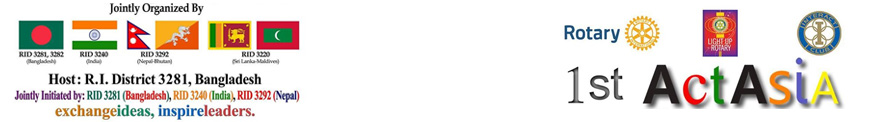 Jointly Organized By
RID 3281, 3282 RID 3240 RID 3292 RID 3220
(Bangladesh) (India) (Nepal-Bhutan) (Sri Lanka-Maldives)
Host : R.I. District 3281, Bangladesh
Jointly Initiated by: RID 3281 (Bangladesh), RID 3240 (India), RID 3292 (Nepal)
exchangeideas, inspireleaders.
Rotary
LIGHT UP
ROTARY
INTERACT
CLUB
1st ActAsiA